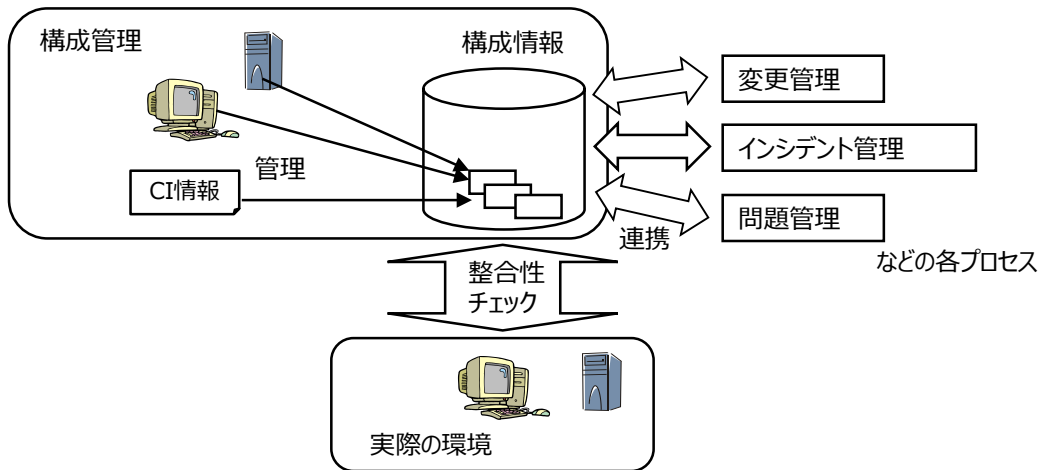 構成管理
構成情報
管理
CI情報
変更管理
インシデント管理
問題管理
連携
などの各プロセス
整合性
チェック
実際の環境